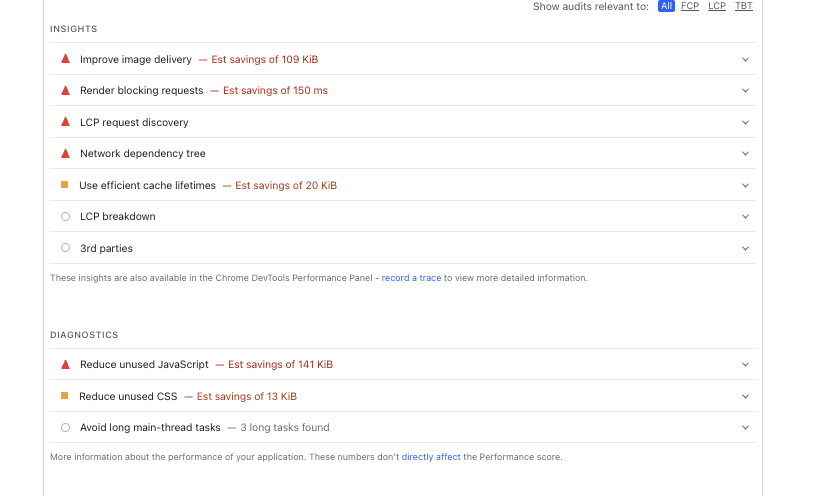 Show audits relevant to: All FCP LCP TBT
INSIGHTS
Improve image delivery — Est savings of 109 KiB
Render blocking requests — Est savings of 150 ms
LCP request discovery
Network dependency tree
Use efficient cache lifetimes — Est savings of 20 KiB
LCP breakdown
3rd parties
These insights are also available in the Chrome DevTools Performance Panel - record a trace to view more detailed information.
DIAGNOSTICS
Reduce unused JavaScript — Est savings of 141 KiB
Reduce unused CSS — Est savings of 13 KiB
Avoid long main-thread tasks — 3 long tasks found
More information about the performance of your application. These numbers don't directly affect the Performance score.